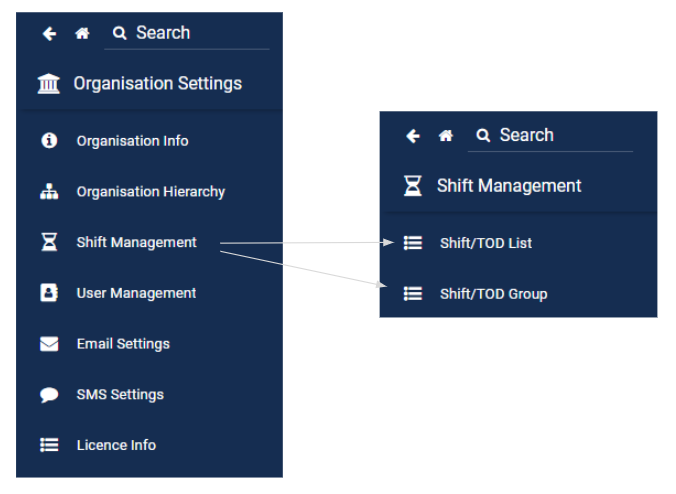 Search
Organisation Settings
Organisation Info
Organisation Hierarchy
Shift Management
User Management
Email Settings
SMS Settings
Licence Info
Search
Shift Management
Shift/TOD List
Shift/TOD Group